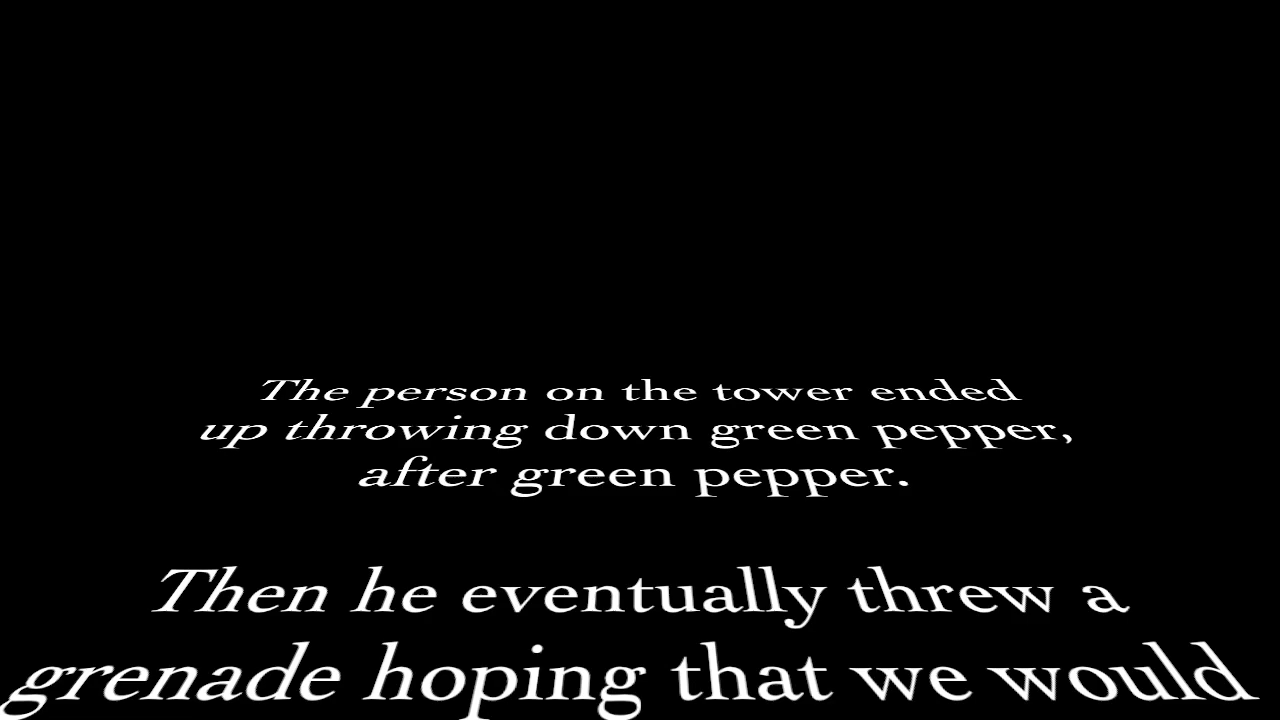 The person on the tower ended
up throwing down green pepper,
after green pepper.
Then he eventually threw a
grenade hoping that we would